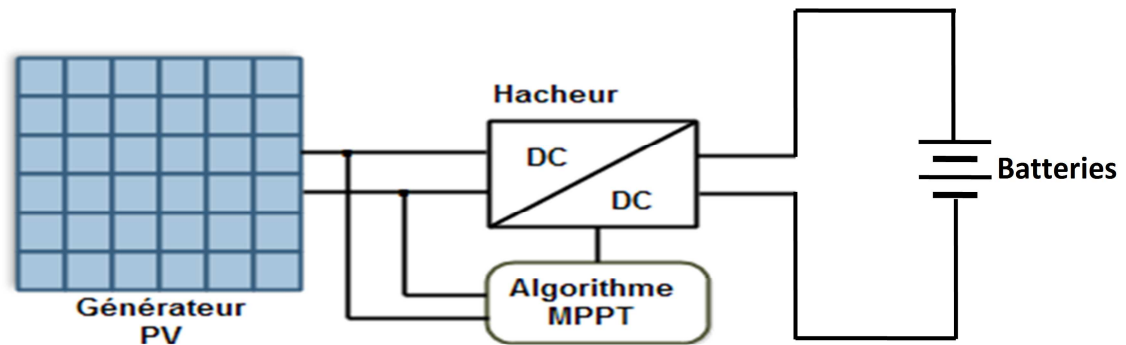 Hacheur
DC
DC
Batteries
Algorithme
MPPT
Générateur
PV